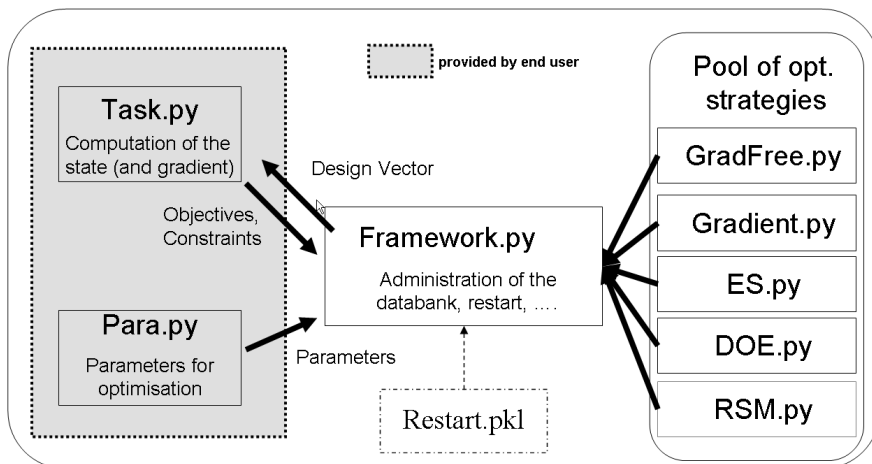 provided by end user
Task.py
Computation of the
state (and gradient)
Design Vector
Objectives,
Constraints
Para.py
Parameters for
optimisation
Parameters
Framework.py
Administration of the
databank, restart, ....
Restart.pkl
Pool of opt.
strategies
GradFree.py
Gradient.py
ES.py
DOE.py
RSM.py